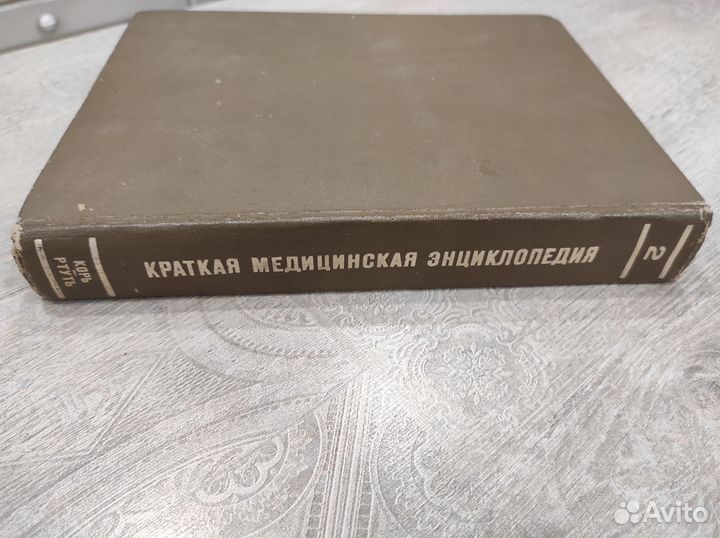 КРАТКАЯ МЕДИЦИНСКАЯ ЭНЦИКЛОПЕДИЯ
2
КОРЬ
РТУТЬ
Avito